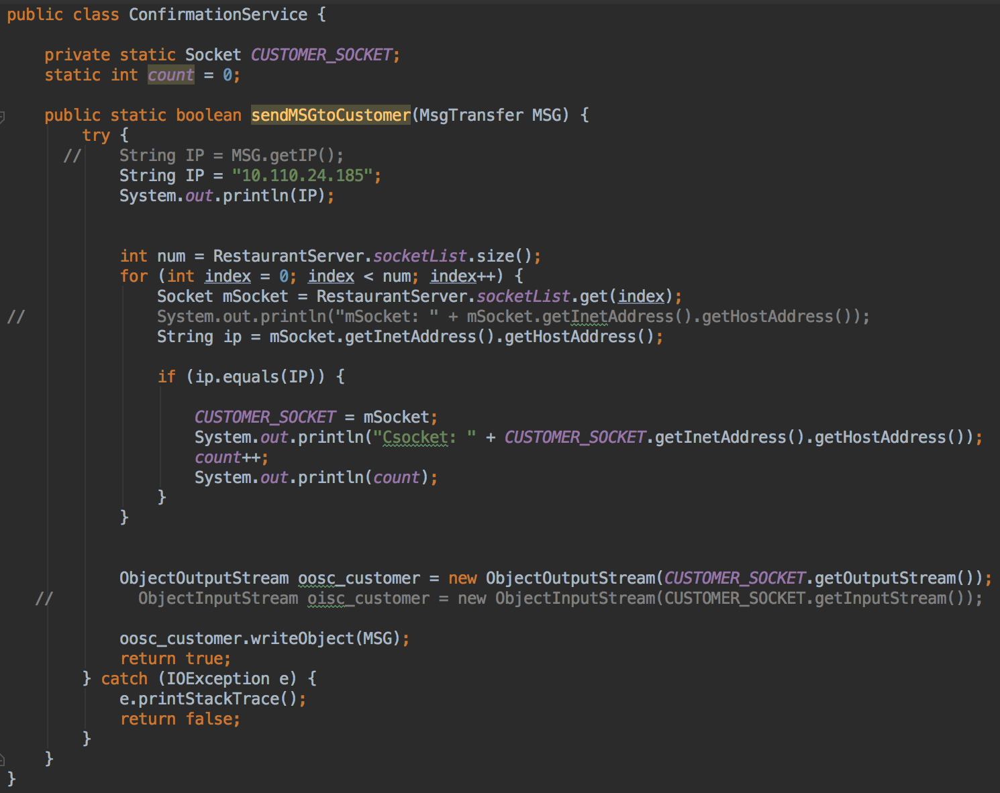 public class ConfirmationService {
private static Socket CUSTOMER_SOCKET;
static int count = 0;
public static boolean sendMSGtoCustomer(MsgTransfer MSG) {
try {
// String IP = MSG.getIP();
String IP = "10.110.24.185";
System.out.println(IP);
int num = RestaurantServer.socketList.size();
for (int index = 0; index < num; index++) {
Socket mSocket = RestaurantServer.socketList.get(index);
// System.out.println("mSocket: " + mSocket.getInetAddress().getHostAddress());
String ip = mSocket.getInetAddress().getHostAddress();
if (ip.equals(IP)) {
CUSTOMER_SOCKET = mSocket;
System.out.println("Csocket: " + CUSTOMER_SOCKET.getInetAddress().getHostAddress());
count++;
System.out.println(count);
}
}
ObjectOutputStream oosc_customer = new ObjectOutputStream(CUSTOMER_SOCKET.getOutputStream());
// ObjectInputStream oisc_customer = new ObjectInputStream(CUSTOMER_SOCKET.getInputStream());
oosc_customer.writeObject(MSG);
return true;
} catch (IOException e) {
e.printStackTrace();
return false;
}
}
}